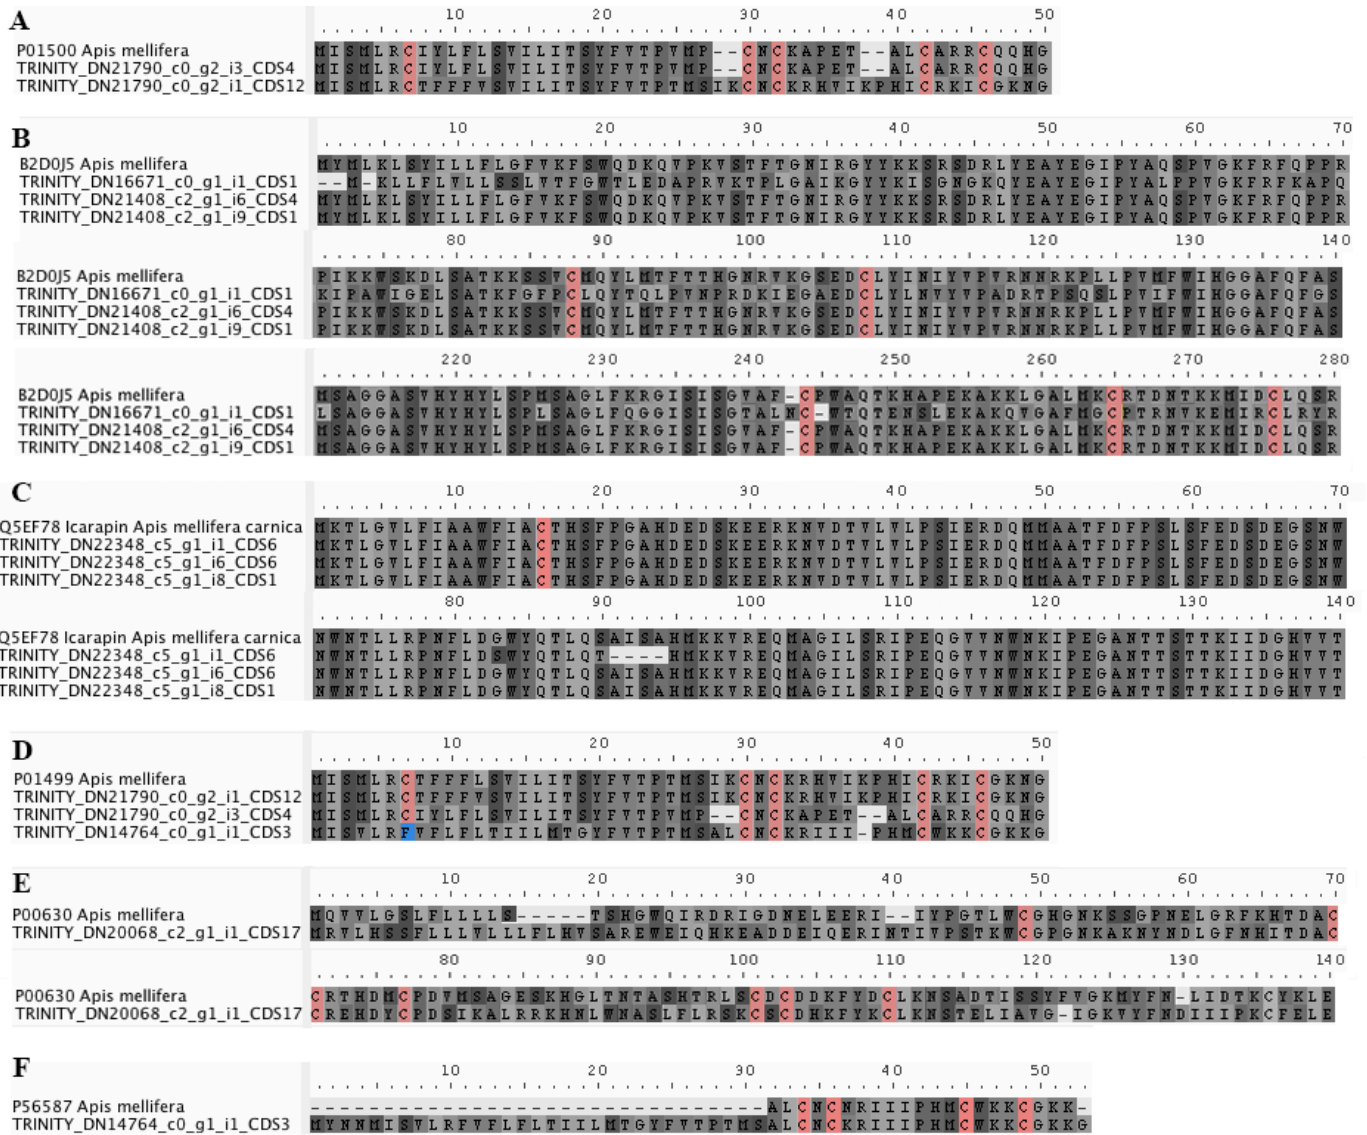 A
10 20 30 40 50
P01500 Apis mellifera MISMLRCIYLFLSVILITSYFVTPVMP--CNCKAPET--ALCARRCQQHG
TRINITY_DN21790_c0_g2_i3_CDS4 MISMLRCIYLFLSVILITSYFVTPVMP--CNCKAPET--ALCARRCQQHG
TRINITY_DN21790_c0_g2_i1_CDS12 MISMLRCTFFFVSVILITSYFVTPTMSIKCNCKRHVIKPHICRKICGKNG
B
10 20 30 40 50 60 70
B2D0J5 Apis mellifera MYMLKLSYILLFLGFVKFSWQDKQVPKVSTFTGNIRGYYKKSRSDRLYEAYEGIPYAQSPVGKFRFQPPR
TRINITY_DN16671_c0_g1_i1_CDS1 --M-KLLFLVLLSSLVTFGWTLEDAPRVKTPLGAIKGYYKISGNGKQYEAYEGIPYALPPVGKFRFKAPQ
TRINITY_DN21408_c2_g1_i6_CDS4 MYMLKLSYILLFLGFVKFSWQDKQVPKVSTFTGNIRGYYKKSRSDRLYEAYEGIPYAQSPVGKFRFQPPR
TRINITY_DN21408_c2_g1_i9_CDS1 MYMLKLSYILLFLGFVKFSWQDKQVPKVSTFTGNIRGYYKKSRSDRLYEAYEGIPYAQSPVGKFRFQPPR
80 90 100 110 120 130 140
B2D0J5 Apis mellifera PIKKWSKDLSATKKSSVCMQYLMTFTTHGNRVKGSEDCLYINIYVPVRNNRKPLLPVMFWIHGGAFQFAS
TRINITY_DN16671_c0_g1_i1_CDS1 KIPAWIGELSATKFGFPCLQYTQLPVNPRDKIEGAEDCLYLNVYVPADRTPSQSLPVIFWIHGGAFQFGS
TRINITY_DN21408_c2_g1_i6_CDS4 PIKKWSKDLSATKKSSVCMQYLMTFTTHGNRVKGSEDCLYINIYVPVRNNRKPLLPVMFWIHGGAFQFAS
TRINITY_DN21408_c2_g1_i9_CDS1 PIKKWSKDLSATKKSSVCMQYLMTFTTHGNRVKGSEDCLYINIYVPVRNNRKPLLPVMFWIHGGAFQFAS
220 230 240 250 260 270 280
B2D0J5 Apis mellifera MSAGGASVHYHYLSPMSAGLFKRGISISGVAF-CPWAQTKHAPEKAKKLGALMKCRTDNTKKMIDCLQSR
TRINITY_DN16671_c0_g1_i1_CDS1 LSAGGASVHYHYLSPLSAGLFQGGISISGTALNC-WTQTENSLEKAKQVGAFMGCPTRNVKEMIRCLRYR
TRINITY_DN21408_c2_g1_i6_CDS4 MSAGGASVHYHYLSPMSAGLFKRGISISGVAF-CPWAQTKHAPEKAKKLGALMKCRTDNTKKMIDCLQSR
TRINITY_DN21408_c2_g1_i9_CDS1 MSAGGASVHYHYLSPMSAGLFKRGISISGVAF-CPWAQTKHAPEKAKKLGALMKCRTDNTKKMIDCLQSR
C
10 20 30 40 50 60 70
Q5EF78 Icarapin Apis mellifera carnica MKTLGVLFIAAWFIACTHSFPGAHDEDSKEERKNVDTVLVLPSIERDQMMAATFDFPSLSFEDSDEGSNW
TRINITY_DN22348_c5_g1_i1_CDS6 MKTLGVLFIAAWFIACTHSFPGAHDEDSKEERKNVDTVLVLPSIERDQMMAATFDFPSLSFEDSDEGSNW
TRINITY_DN22348_c5_g1_i6_CDS6 MKTLGVLFIAAWFIACTHSFPGAHDEDSKEERKNVDTVLVLPSIERDQMMAATFDFPSLSFEDSDEGSNW
TRINITY_DN22348_c5_g1_i8_CDS1 MKTLGVLFIAAWFIACTHSFPGAHDEDSKEERKNVDTVLVLPSIERDQMMAATFDFPSLSFEDSDEGSNW
80 90 100 110 120 130 140
Q5EF78 Icarapin Apis mellifera carnica NWNTLLRPNFLDGWYQTLQSAISAHMKKVREQMAGILSRIPEQGVVNWNKIPEGANTTSTTKIIDGHVVT
TRINITY_DN22348_c5_g1_i1_CDS6 NWNTLLRPNFLDSWYQTLQT----HMKKVREQMAGILSRIPEQGVVNWNKIPEGANTTSTTKIIDGHVVT
TRINITY_DN22348_c5_g1_i6_CDS6 NWNTLLRPNFLDGWYQTLQSAISAHMKKVREQMAGILSRIPEQGVVNWNKIPEGANTTSTTKIIDGHVVT
TRINITY_DN22348_c5_g1_i8_CDS1 NWNTLLRPNFLDGWYQTLQSAISAHMKKVREQMAGILSRIPEQGVVNWNKIPEGANTTSTTKIIDGHVVT
D
10 20 30 40 50
P01499 Apis mellifera MISMLRCTFFFLSVILITSYFVTPTMSIKCNCKRHVIKPHICRKICGKNG
TRINITY_DN21790_c0_g2_i1_CDS12 MISMLRCTFFFVSVILITSYFVTPTMSIKCNCKRHVIKPHICRKICGKNG
TRINITY_DN21790_c0_g2_i3_CDS4 MISMLRCIYLFLSVILITSYFVTPVMP--CNCKAPET--ALCARRCQQHG
TRINITY_DN14764_c0_g1_i1_CDS3 MISVLRFVFLFLTIILMTGYFVTPTMSALCNCKRIII-PHMCWKKCGKKG
E
10 20 30 40 50 60 70
P00630 Apis mellifera MQVVLGSLFLLLLS-----TSHGWQIRDRIGDNELEERI--IYPGTLWCGHGNKSSGPNELGRFKHTDAC
TRINITY_DN20068_c2_g1_i1_CDS17 MRVLHSSFLLLVLLLFLHVSAREWEIQHKEADDEIQERINTIVPSTKWCGPGNKAKNYNDLGFNHITDAC
80 90 100 110 120 130 140
P00630 Apis mellifera CRTHDMCPDVMSAGESKHGLTNTASHTRLSCDCDDKFYDCLKNSADTISSYFVGKMYFN-LIDTKCYKLE
TRINITY_DN20068_c2_g1_i1_CDS17 CREHDYCPDSIKALRRKHNLWNASLFLRSKCSCDHKFYKCLKNSTELIAVG-IGKVYFNDIIIPKCFELE
F
10 20 30 40 50
P56587 Apis mellifera -------------------------------ALCNCNRIIIPHMCWKKCGKK-
TRINITY_DN14764_c0_g1_i1_CDS3 MYNNMISVLRFVFLFLTIILMTGYFVTPTMSALCNCKRIIIPHMCWKKCGKKG